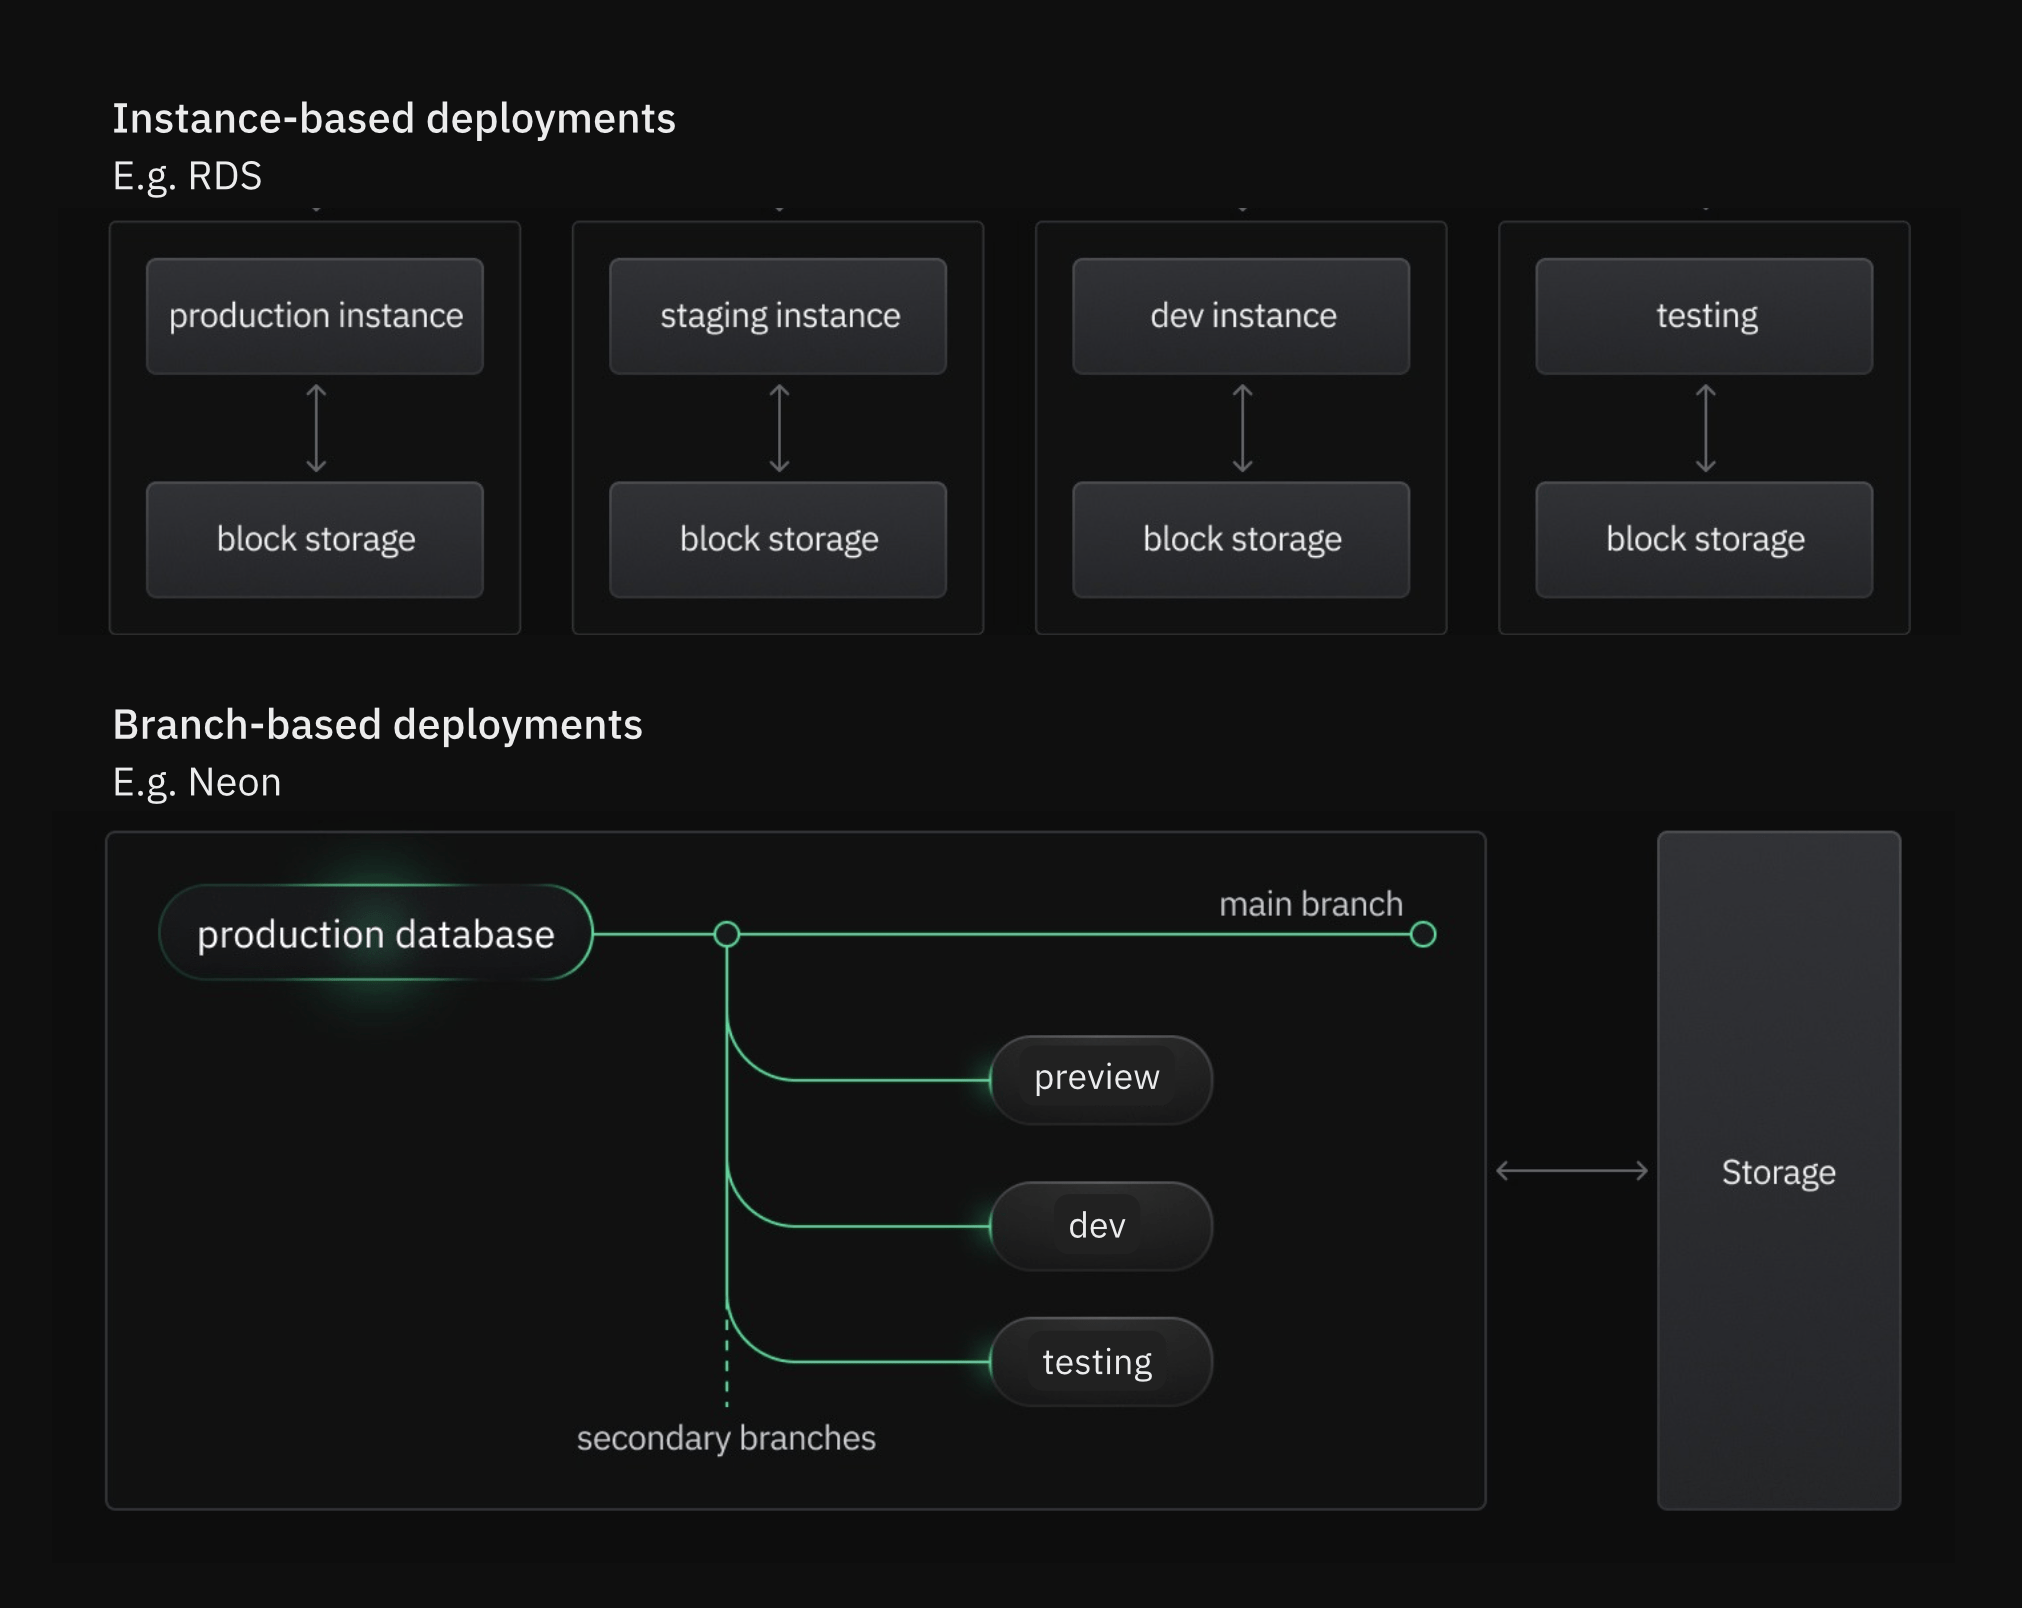 Instance-based deployments
E.g. RDS
production instance
staging instance
dev instance
testing
block storage
block storage
block storage
block storage
Branch-based deployments
E.g. Neon
production database
main branch
preview
dev
testing
secondary branches
Storage